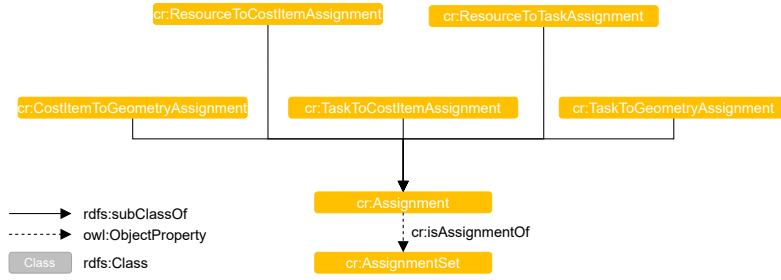 cr:ResourceToCostItemAssignment
cr:ResourceToTaskAssignment
cr:CostItemToGeometryAssignment
cr:TaskToCostItemAssignment
cr:TaskToGeometryAssignment
cr:Assignment
rdfs:subClassOf
cr:isAssignmentOf
owl:ObjectProperty
Class
rdfs:Class
cr:AssignmentSet